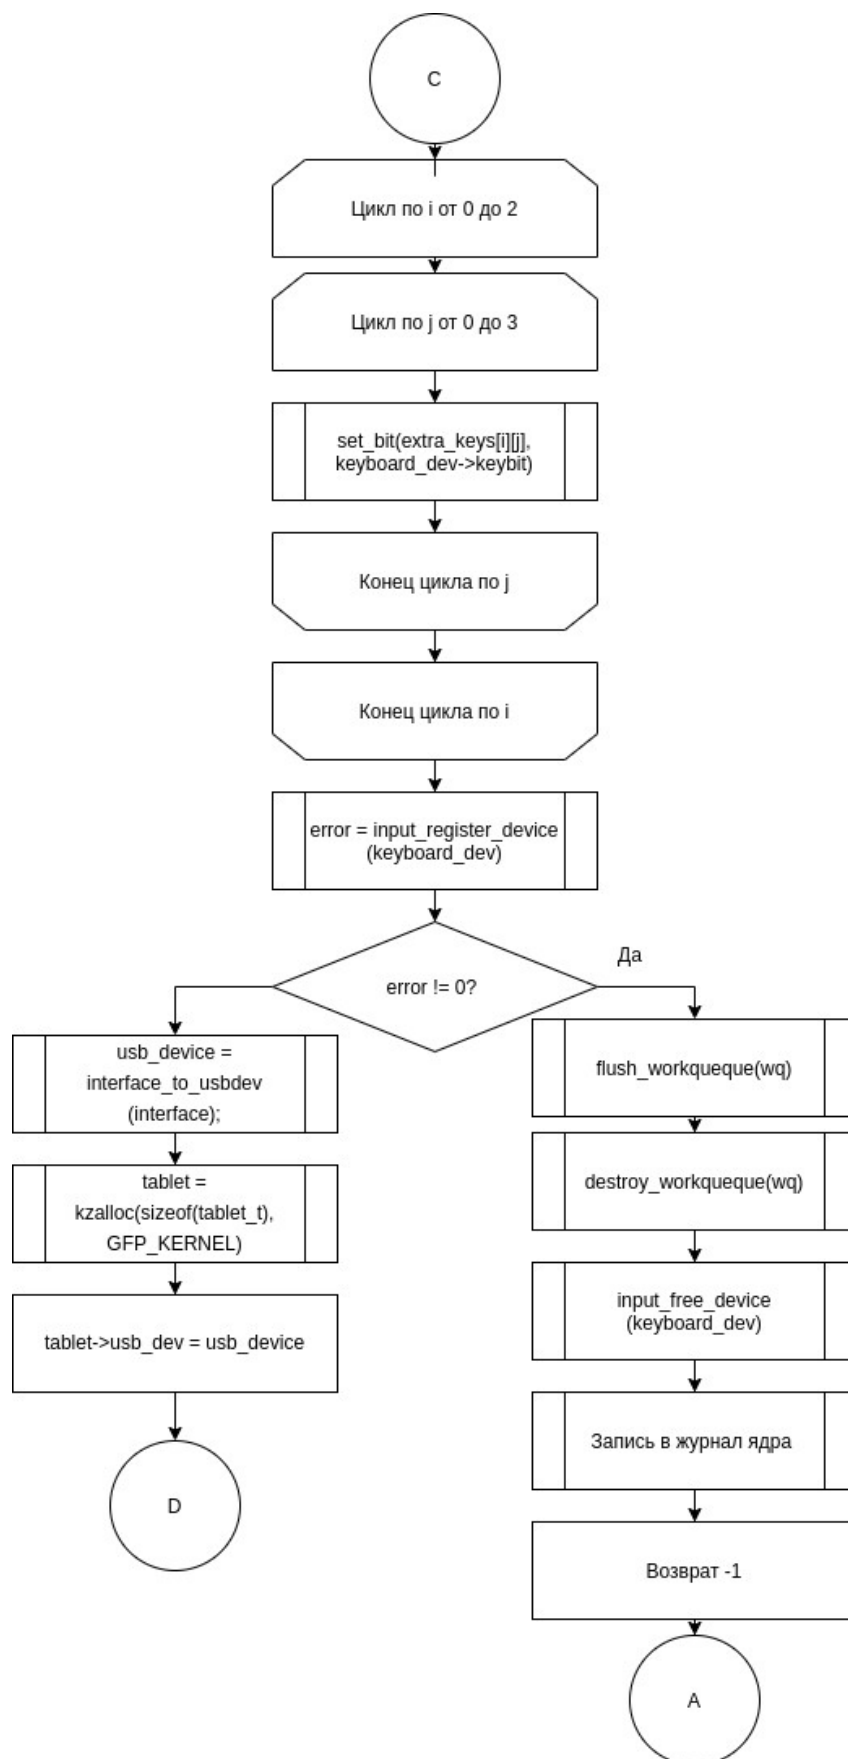 C
Цикл по i от 0 до 2
Цикл по j от 0 до 3
set_bit(extra_keys[i][j],
keyboard_dev->keybit)
Конец цикла по j
Конец цикла по i
error = input_register_device
(keyboard_dev)
error != 0?
Да
usb_device =
interface_to_usbdev
(interface);
tablet =
kzalloc(sizeof(tablet_t),
GFP_KERNEL)
tablet->usb_dev = usb_device
D
flush_workqueque(wq)
destroy_workqueque(wq)
input_free_device
(keyboard_dev)
Запись в журнал ядра
Возврат -1
A